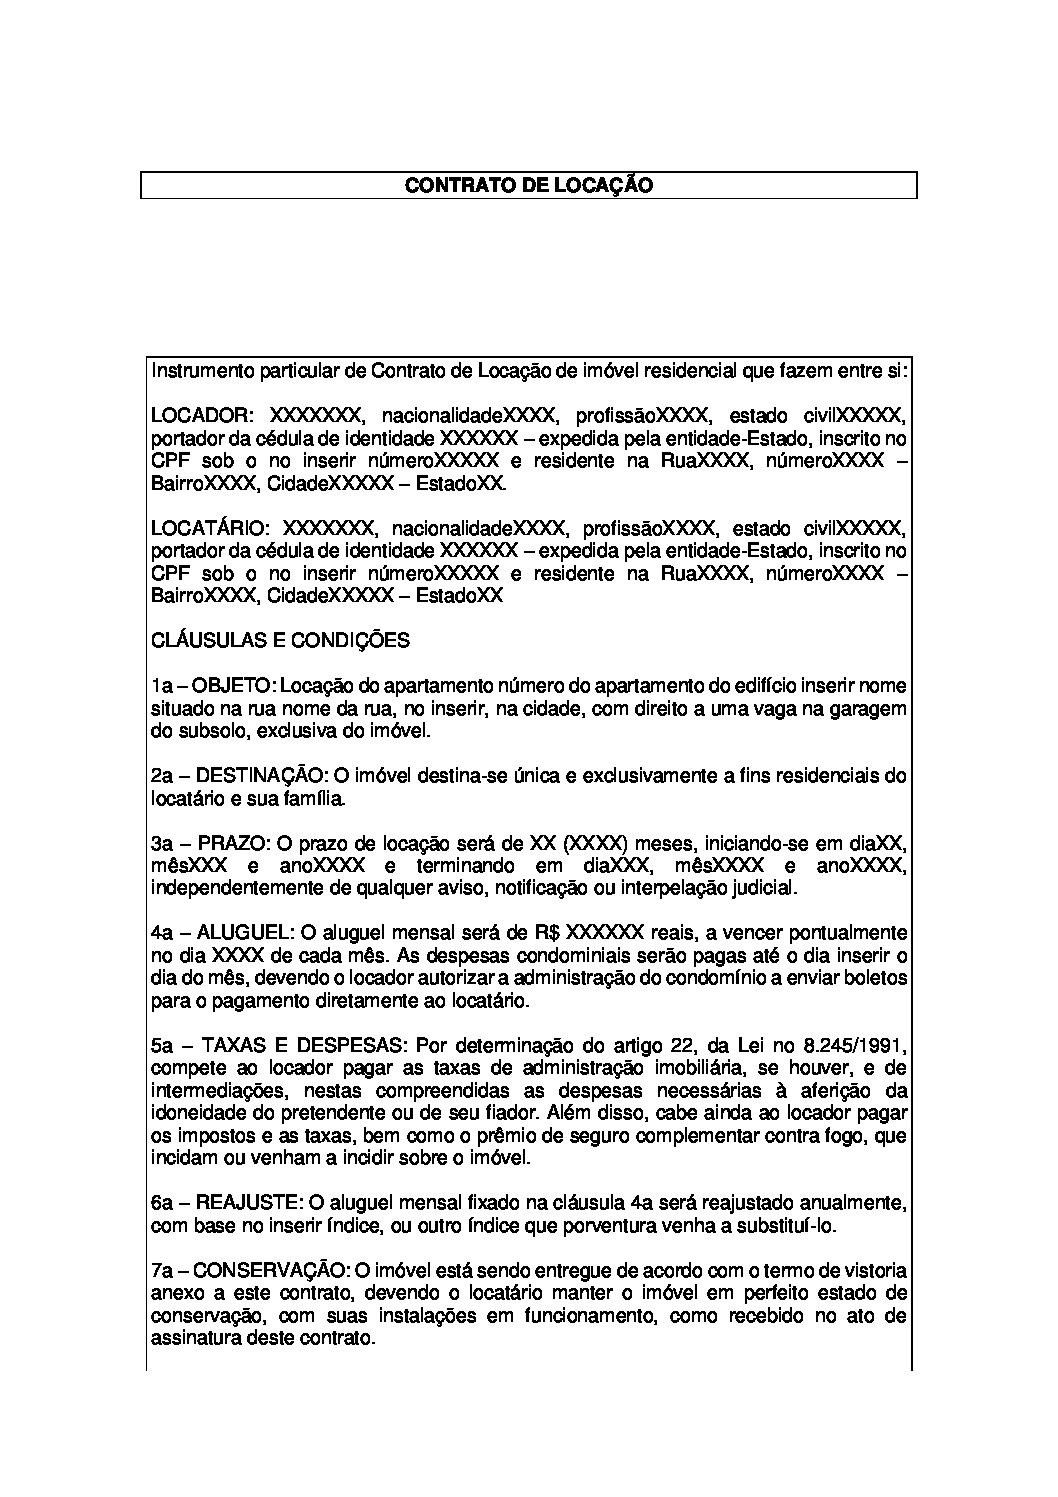 CONTRATO DE LOCAÇÃO
Instrumento particular de Contrato de Locação de imóvel residencial que fazem entre si:
LOCADOR: XXXXXXX, nacionalidadeXXXX, profissãoXXXX, estado civilXXXXX,
portador da cédula de identidade XXXXXX – expedida pela entidade-Estado, inscrito no
CPF sob o no inserir númeroXXXXX e residente na RuaXXXX, númeroXXXX –
BairroXXXX, CidadeXXXXX – EstadoXX.
LOCATÁRIO: XXXXXXX, nacionalidadeXXXX, profissãoXXXX, estado civilXXXXX,
portador da cédula de identidade XXXXXX – expedida pela entidade-Estado, inscrito no
CPF sob o no inserir númeroXXXXX e residente na RuaXXXX, númeroXXXX –
BairroXXXX, CidadeXXXXX – EstadoXX
CLÁUSULAS E CONDIÇÕES
1a – OBJETO: Locação do apartamento número do apartamento do edifício inserir nome
situado na rua nome da rua, no inserir, na cidade, com direito a uma vaga na garagem
do subsolo, exclusiva do imóvel.
2a – DESTINAÇÃO: O imóvel destina-se única e exclusivamente a fins residenciais do
locatário e sua família.
3a – PRAZO: O prazo de locação será de XX (XXXX) meses, iniciando-se em diaXX,
mêsXXX e anoXXXX e terminando em diaXXX, mêsXXXX e anoXXXX,
independentemente de qualquer aviso, notificação ou interpelação judicial.
4a – ALUGUEL: O aluguel mensal será de R$ XXXXXX reais, a vencer pontualmente
no dia XXXX de cada mês. As despesas condominiais serão pagas até o dia inserir o
dia do mês, devendo o locador autorizar a administração do condomínio a enviar boletos
para o pagamento diretamente ao locatário.
5a – TAXAS E DESPESAS: Por determinação do artigo 22, da Lei no 8.245/1991,
compete ao locador pagar as taxas de administração imobiliária, se houver, e de
intermediações, nestas compreendidas as despesas necessárias à aferição da
idoneidade do pretendente ou de seu fiador. Além disso, cabe ainda ao locador pagar
os impostos e as taxas, bem como o prêmio de seguro complementar contra fogo, que
incidam ou venham a incidir sobre o imóvel.
6a – REAJUSTE: O aluguel mensal fixado na cláusula 4a será reajustado anualmente,
com base no inserir índice, ou outro índice que porventura venha a substituí-lo.
7a – CONSERVAÇÃO: O imóvel está sendo entregue de acordo com o termo de vistoria
anexo a este contrato, devendo o locatário manter o imóvel em perfeito estado de
conservação, com suas instalações em funcionamento, como recebido no ato de
assinatura deste contrato.